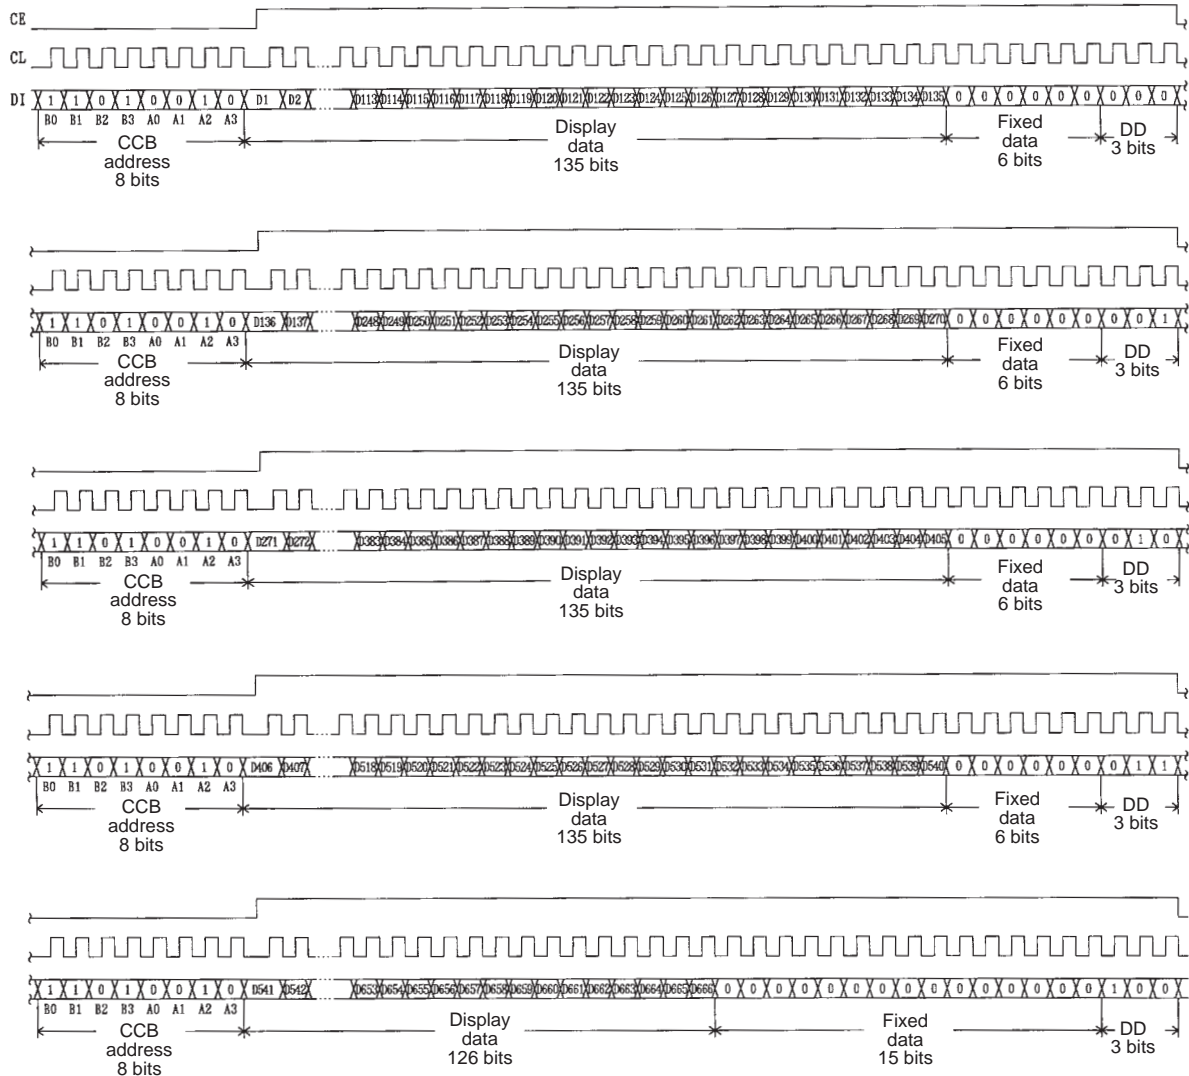 CE
CL
DI 1 1 0 1 0 0 1 0 D1 D2 D113 D114 D115 D116 D117 D118 D119 D120 D121 D122 D123 D124 D125 D126 D127 D128 D129 D130 D131 D132 D133 D134 D135 0 0 0 0 0 0 0 0 0
B0 B1 B2 B3 A0 A1 A2 A3
CCB address 8 bits
Display data 135 bits
Fixed data 6 bits
DD 3 bits
1 1 0 1 0 0 1 0 D136 D137 D248 D249 D250 D251 D252 D253 D254 D255 D256 D257 D258 D259 D260 D261 D262 D263 D264 D265 D266 D267 D268 D269 D270 0 0 0 0 0 0 0 0 1
B0 B1 B2 B3 A0 A1 A2 A3
CCB address 8 bits
Display data 135 bits
Fixed data 6 bits
DD 3 bits
1 1 0 1 0 0 1 0 D271 D272 D383 D384 D385 D386 D387 D388 D389 D390 D391 D392 D393 D394 D395 D396 D397 D398 D399 D400 D401 D402 D403 D404 D405 0 0 0 0 0 0 0 1 0
B0 B1 B2 B3 A0 A1 A2 A3
CCB address 8 bits
Display data 135 bits
Fixed data 6 bits
DD 3 bits
1 1 0 1 0 0 1 0 D406 D407 D518 D519 D520 D521 D522 D523 D524 D525 D526 D527 D528 D529 D530 D531 D532 D533 D534 D535 D536 D537 D538 D539 D540 0 0 0 0 0 0 0 1 1
B0 B1 B2 B3 A0 A1 A2 A3
CCB address 8 bits
Display data 135 bits
Fixed data 6 bits
DD 3 bits
1 1 0 1 0 0 1 0 D541 D542 D653 D654 D655 D656 D657 D658 D659 D660 D661 D662 D663 D664 D665 D666 0 0 0 0 0 0 0 0 0 0 0 0 0 0 0 1 0 0
B0 B1 B2 B3 A0 A1 A2 A3
CCB address 8 bits
Display data 126 bits
Fixed data 15 bits
DD 3 bits